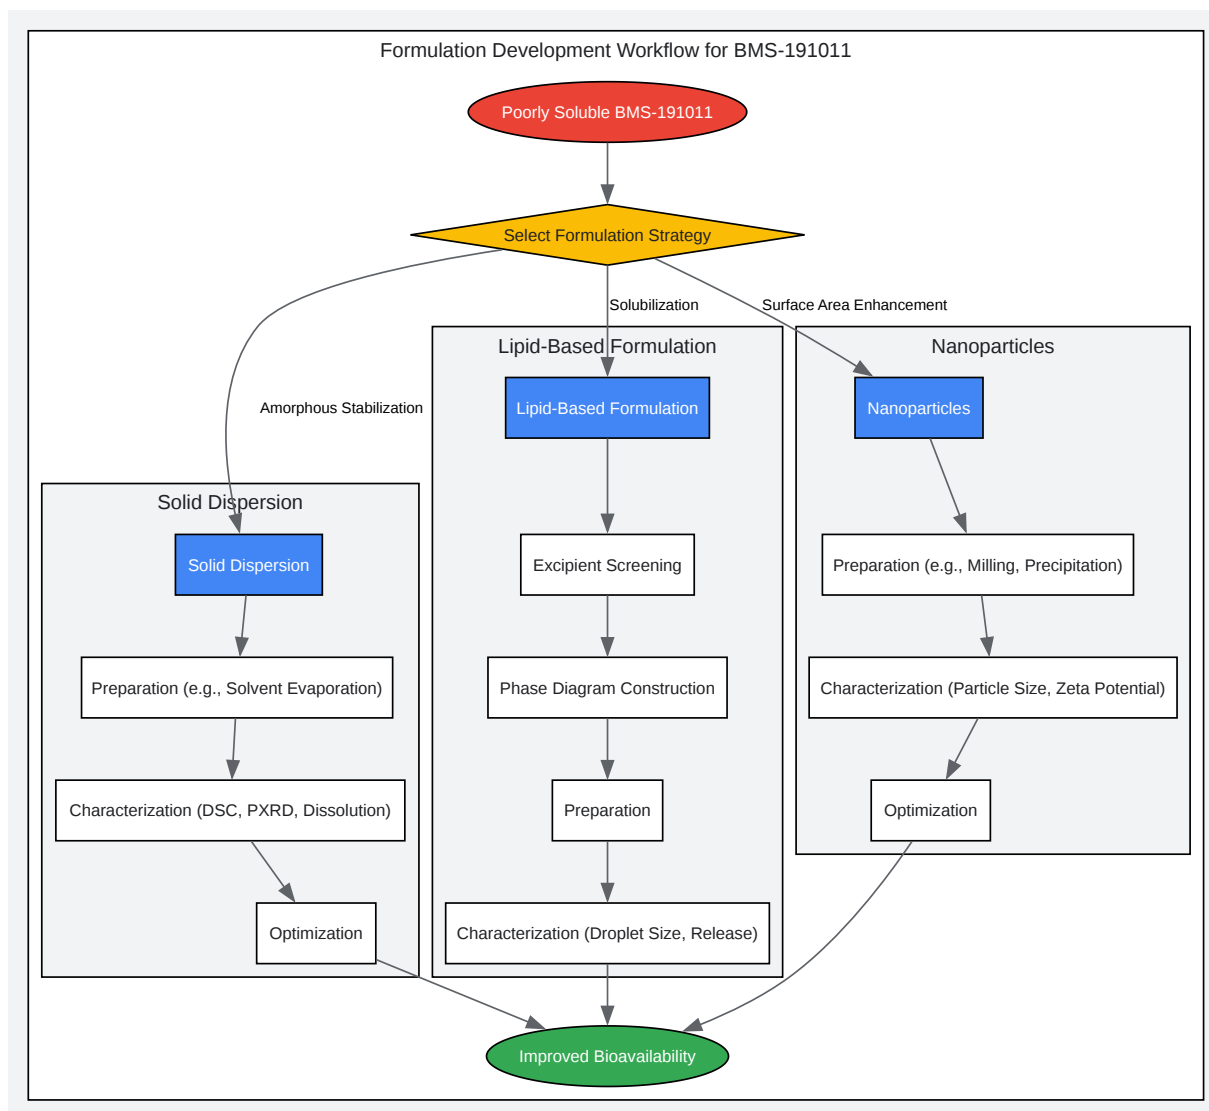 Formulation Development Workflow for BMS-191011
Poorly Soluble BMS-191011
Select Formulation Strategy
Solubilization
Surface Area Enhancement
Amorphous Stabilization
Lipid-Based Formulation
Lipid-Based Formulation
Excipient Screening
Phase Diagram Construction
Preparation
Characterization (Droplet Size, Release)
Nanoparticles
Nanoparticles
Preparation (e.g., Milling, Precipitation)
Characterization (Particle Size, Zeta Potential)
Optimization
Solid Dispersion
Solid Dispersion
Preparation (e.g., Solvent Evaporation)
Characterization (DSC, PXRD, Dissolution)
Optimization
Improved Bioavailability